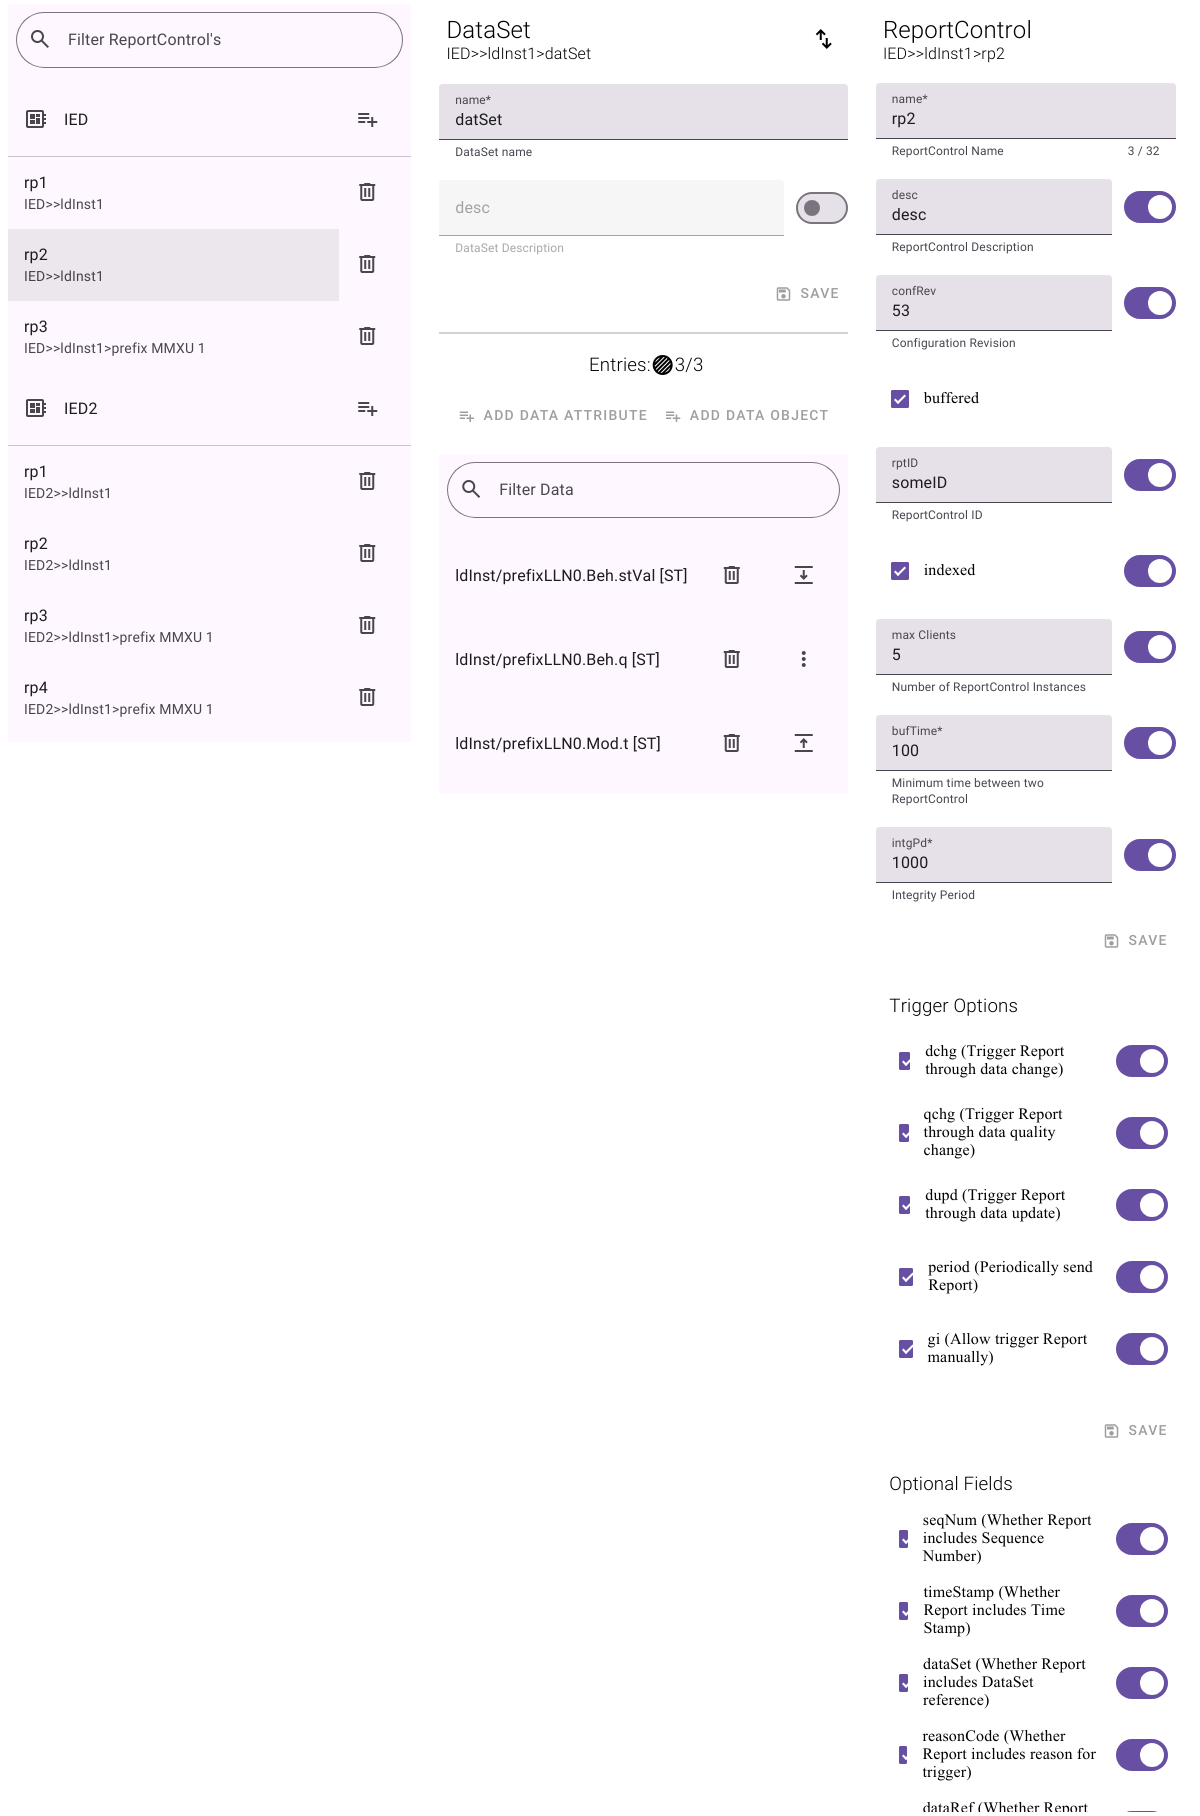 Filter ReportControl's
IED
rp1
IED>>ldInst1
rp2
IED>>ldInst1
rp3
IED>>ldInst1>prefix MMXU 1
IED2
rp1
IED2>>ldInst1
rp2
IED2>>ldInst1
rp3
IED2>>ldInst1>prefix MMXU 1
rp4
IED2>>ldInst1>prefix MMXU 1
DataSet
IED>>ldInst1>datSet
name*
datSet
DataSet name
desc
DataSet Description
SAVE
Entries: 3/3
ADD DATA ATTRIBUTE ADD DATA OBJECT
Filter Data
ldInst/prefixLLN0.Beh.stVal [ST]
ldInst/prefixLLN0.Beh.q [ST]
ldInst/prefixLLN0.Mod.t [ST]
ReportControl
IED>>ldInst1>rp2
name*
rp2
ReportControl Name 3 / 32
desc
desc
ReportControl Description
confRev
53
Configuration Revision
buffered
rptID
someID
ReportControl ID
indexed
max Clients
5
Number of ReportControl Instances
bufTime*
100
Minimum time between two
ReportControl
intgPd*
1000
Integrity Period
SAVE
Trigger Options
dchg (Trigger Report
through data change)
qchg (Trigger Report
through data quality
change)
dupd (Trigger Report
through data update)
period (Periodically send
Report)
gi (Allow trigger Report
manually)
SAVE
Optional Fields
seqNum (Whether Report
includes Sequence
Number)
timeStamp (Whether
Report includes Time
Stamp)
dataSet (Whether Report
includes DataSet
reference)
reasonCode (Whether
Report includes reason for
trigger)
dataRef (Whether Report